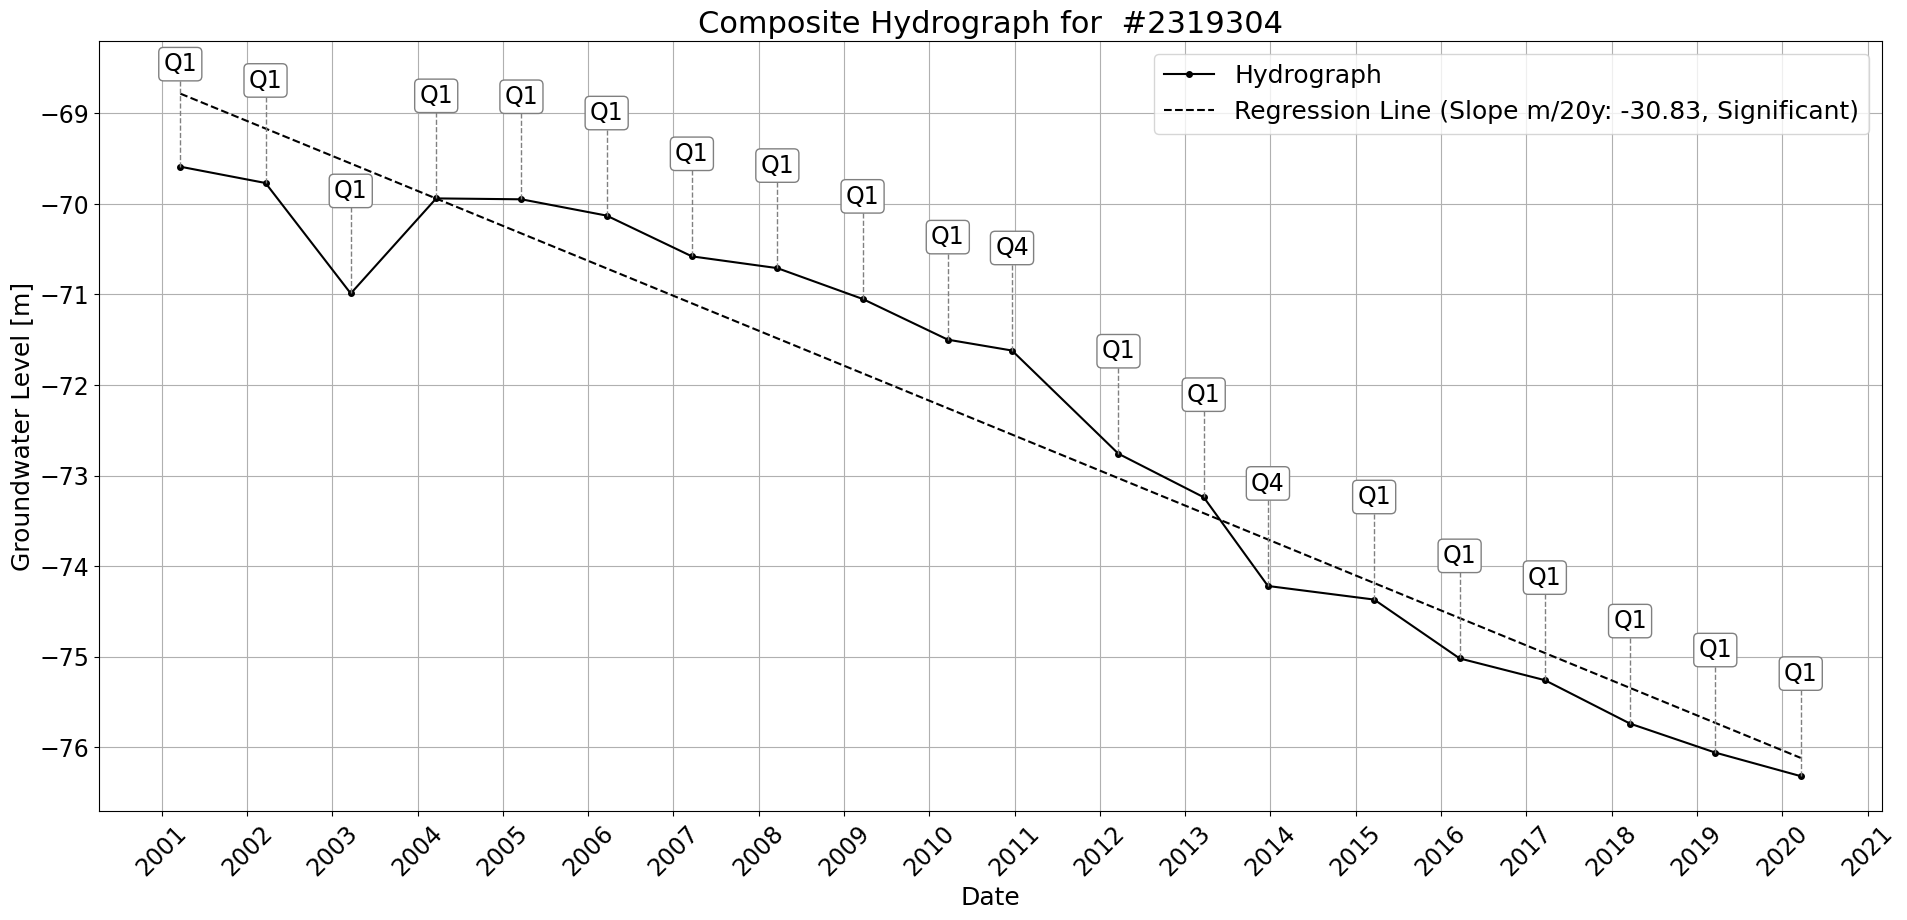 Composite Hydrograph for  #2319304
Hydrograph
Regression Line (Slope m/20y: -30.83, Significant)
Q1
Q1
Q1
Q1
Q1
Q1
Q1
Q1
Q1
Q1
Q4
Q1
Q1
Q4
Q1
Q1
Q1
Q1
Q1
Q1
Groundwater Level [m]
−69
−70
−71
−72
−73
−74
−75
−76
2001
2002
2003
2004
2005
2006
2007
2008
2009
2010
2011
2012
2013
2014
2015
2016
2017
2018
2019
2020
2021
Date